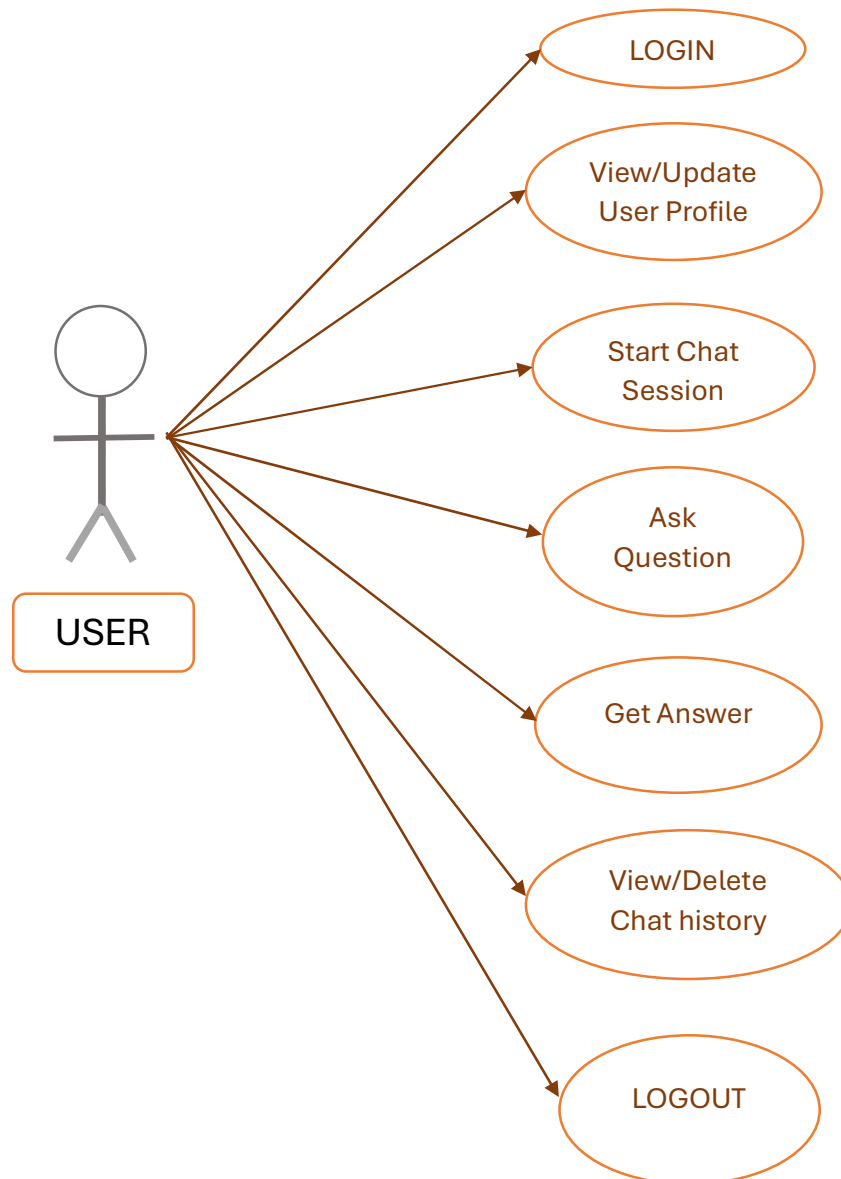 LOGIN
View/Update
User Profile
Start Chat
Session
Ask
Question
USER
Get Answer
View/Delete
Chat history
LOGOUT